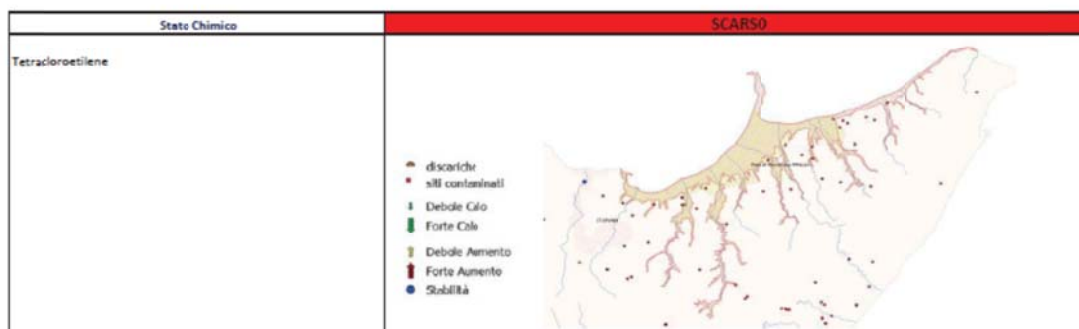 Stato Chimico
SCARSO
Tetracloroetilene
discariche
siti contaminati
Debole Calo
Forte Calo
Debole Aumento
Forte Aumento
Stabilità